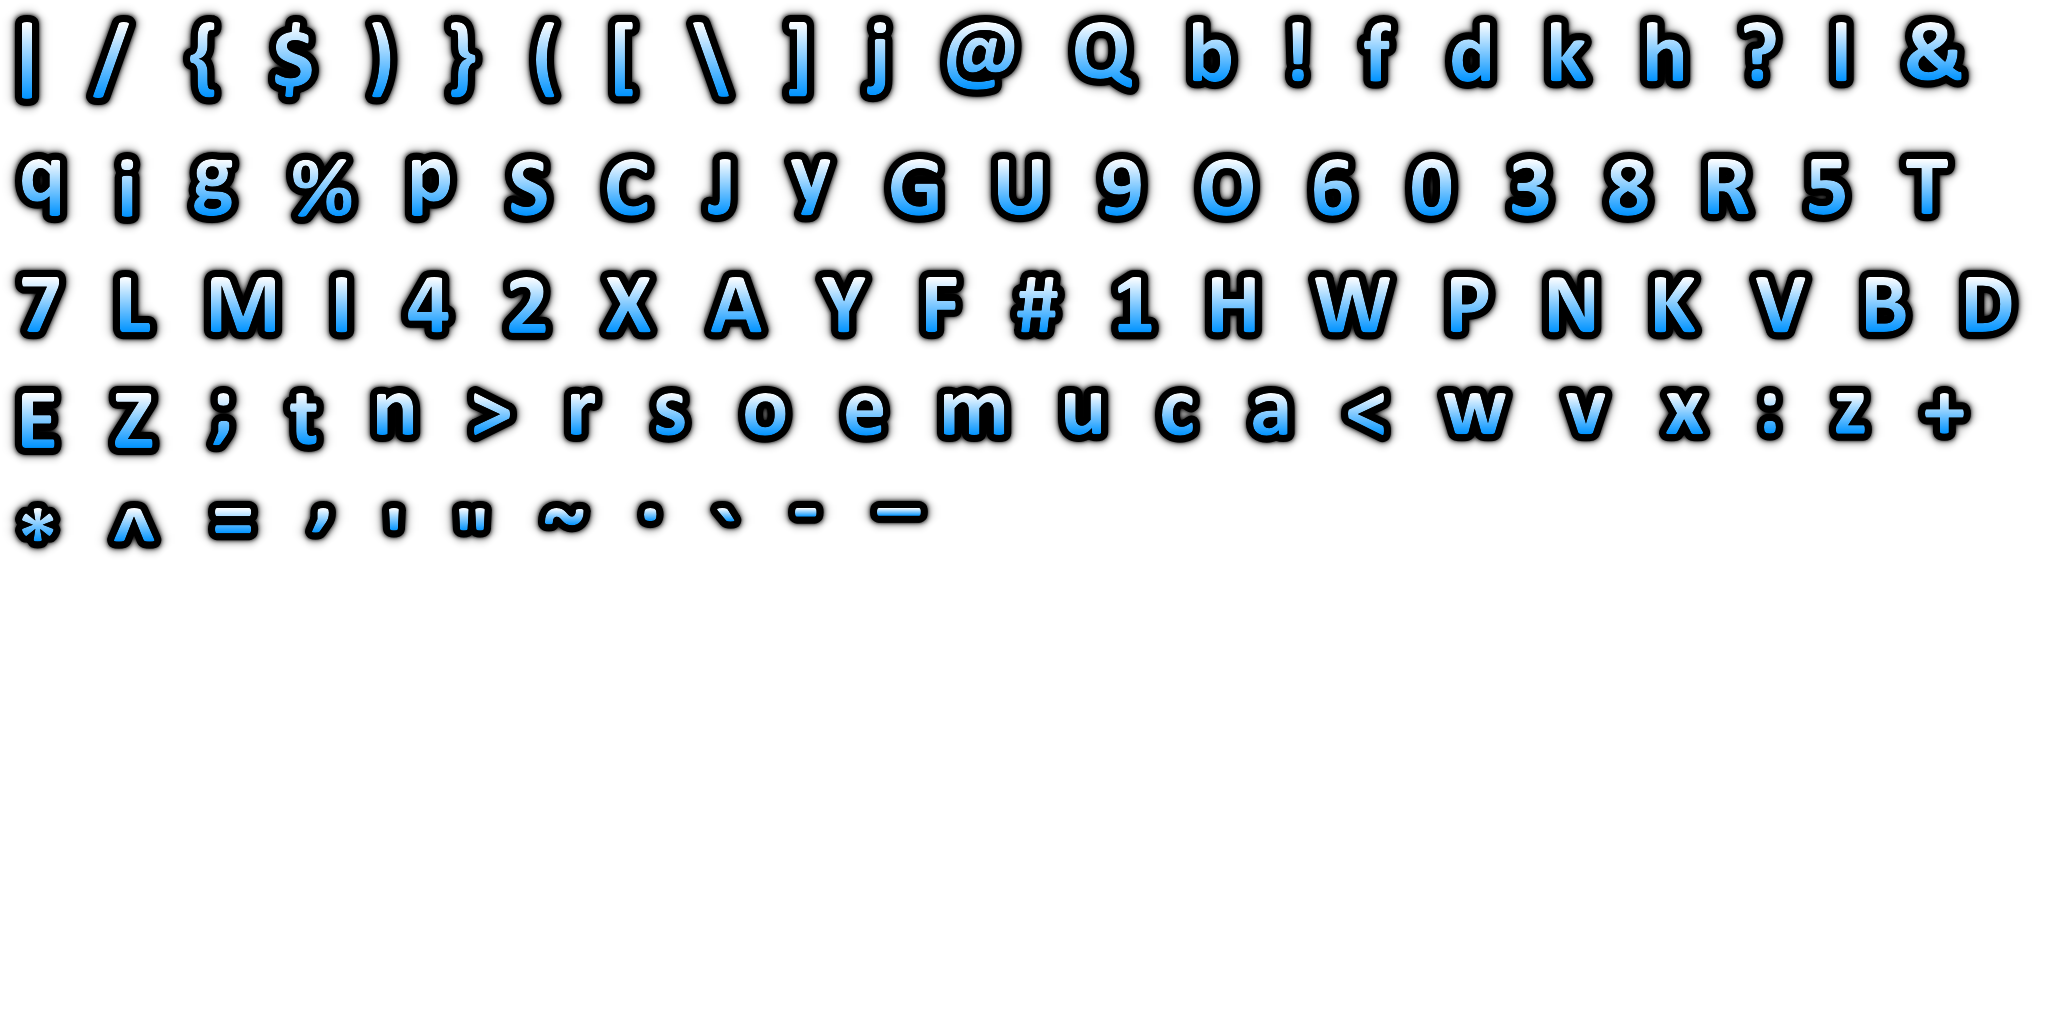 | / { $ ) } ( [ \ ] j @ Q b ! f d k h ? l &
q i g % p S C J y G U 9 O 6 0 3 8 R 5 T
7 L M I 4 2 X A Y F # 1 H W P N K V B D
E Z ; t n > r s o e m u c a < w v x : z +
* ^ = , ' " ~ . ` - _